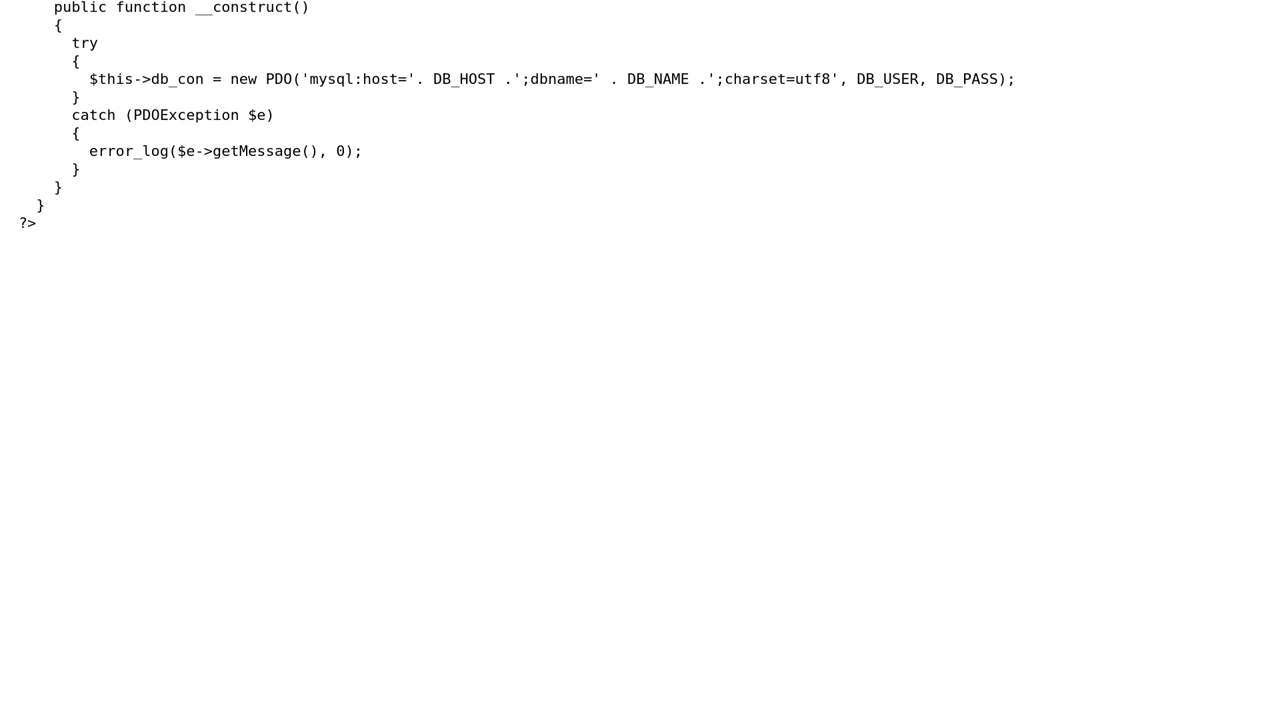 public function __construct()
{
try
{
$this->db_con = new PDO('mysql:host='. DB_HOST .';dbname=' . DB_NAME .';charset=utf8', DB_USER, DB_PASS);
}
catch (PDOException $e)
{
error_log($e->getMessage(), 0);
}
}
}
?>